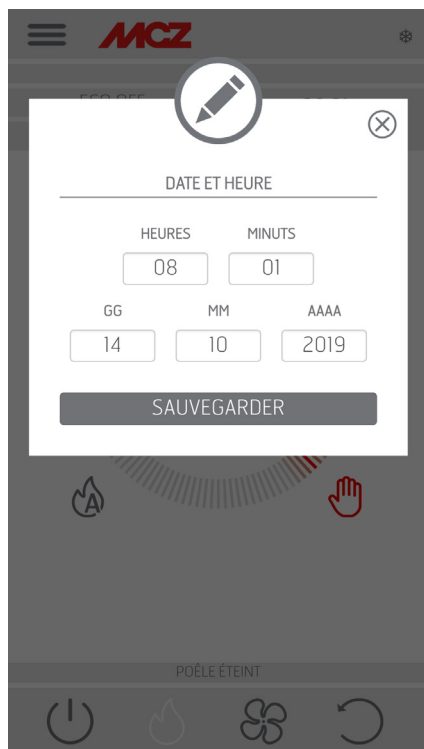 MCZ
DATE ET HEURE
HEURES MINUTS
08 01
GG MM AAAA
14 10 2019
SAUVEGARDER
A
POÊLE ÉTEINT